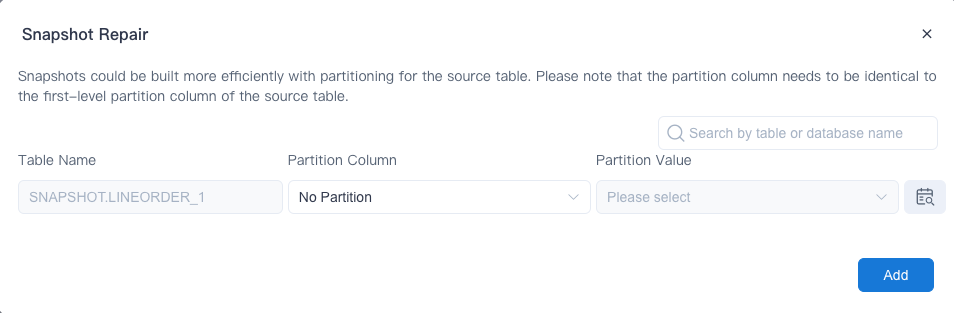 Snapshot Repair
Snapshots could be built more efficiently with partitioning for the source table. Please note that the partition column needs to be identical to
the first-level partition column of the source table.
Search by table or database name
Table Name
Partition Column
Partition Value
SNAPSHOT.LINEORDER_1
No Partition
Please select
Add